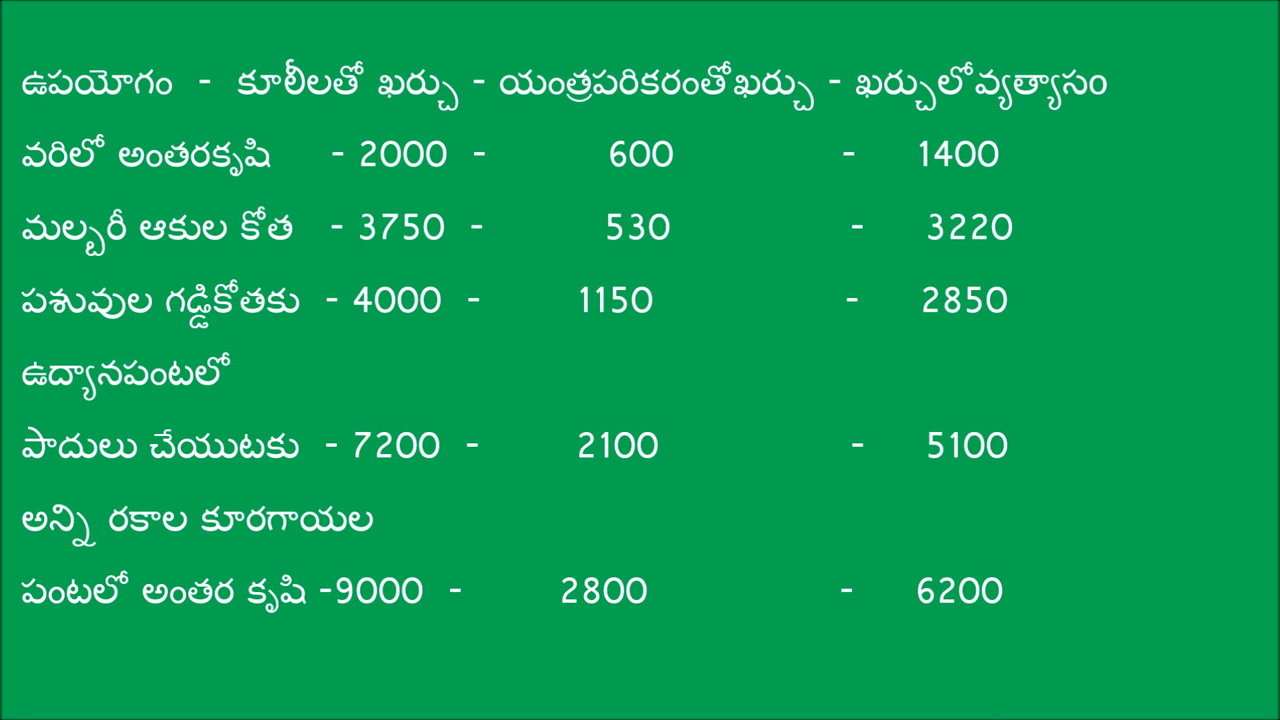 ఉపయోగం - కూలీలతో ఖర్చు - యంత్రపరికరంతోఖర్చు - ఖర్చులోవ్యత్యాసం
వరిలో అంతరకృషి - 2000 - 600 - 1400
మల్బరీ ఆకుల కోత - 3750 - 530 - 3220
పశువుల గడ్డికోతకు - 4000 - 1150 - 2850
ఉద్యానపంటలో
పాదులు చేయుటకు - 7200 - 2100 - 5100
అన్ని రకాల కూరగాయల
పంటలో అంతర కృషి -9000 - 2800 - 6200